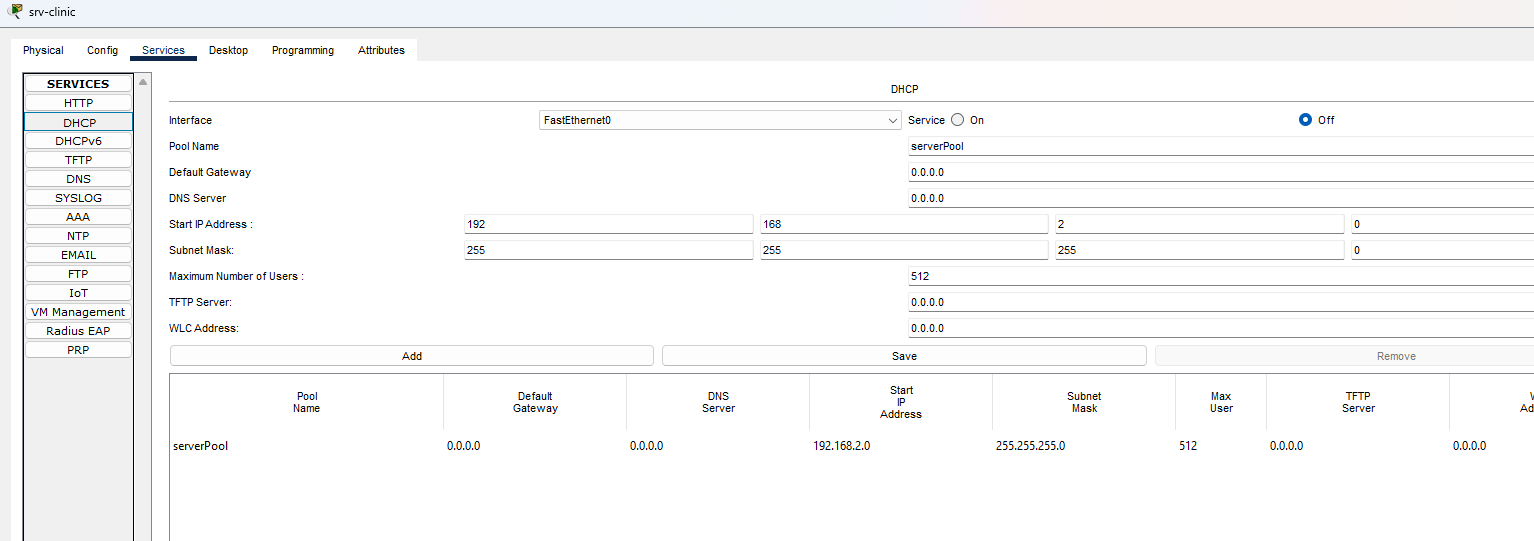 srv-clinic
Physical Config Services Desktop Programming Attributes
SERVICES
HTTP
DHCP
DHCPv6
TFTP
DNS
SYSLOG
AAA
NTP
EMAIL
FTP
IoT
VM Management
Radius EAP
PRP
DHCP
Interface FastEthernet0 Service On Off
Pool Name serverPool
Default Gateway 0.0.0.0
DNS Server 0.0.0.0
Start IP Address : 192 168 2 0
Subnet Mask: 255 255 255 0
Maximum Number of Users : 512
TFTP Server: 0.0.0.0
WLC Address: 0.0.0.0
Add Save Remove
Pool Name Default Gateway DNS Server Start IP Address Subnet Mask Max User TFTP Server
serverPool 0.0.0.0 0.0.0.0 192.168.2.0 255.255.255.0 512 0.0.0.0 0.0.0.0